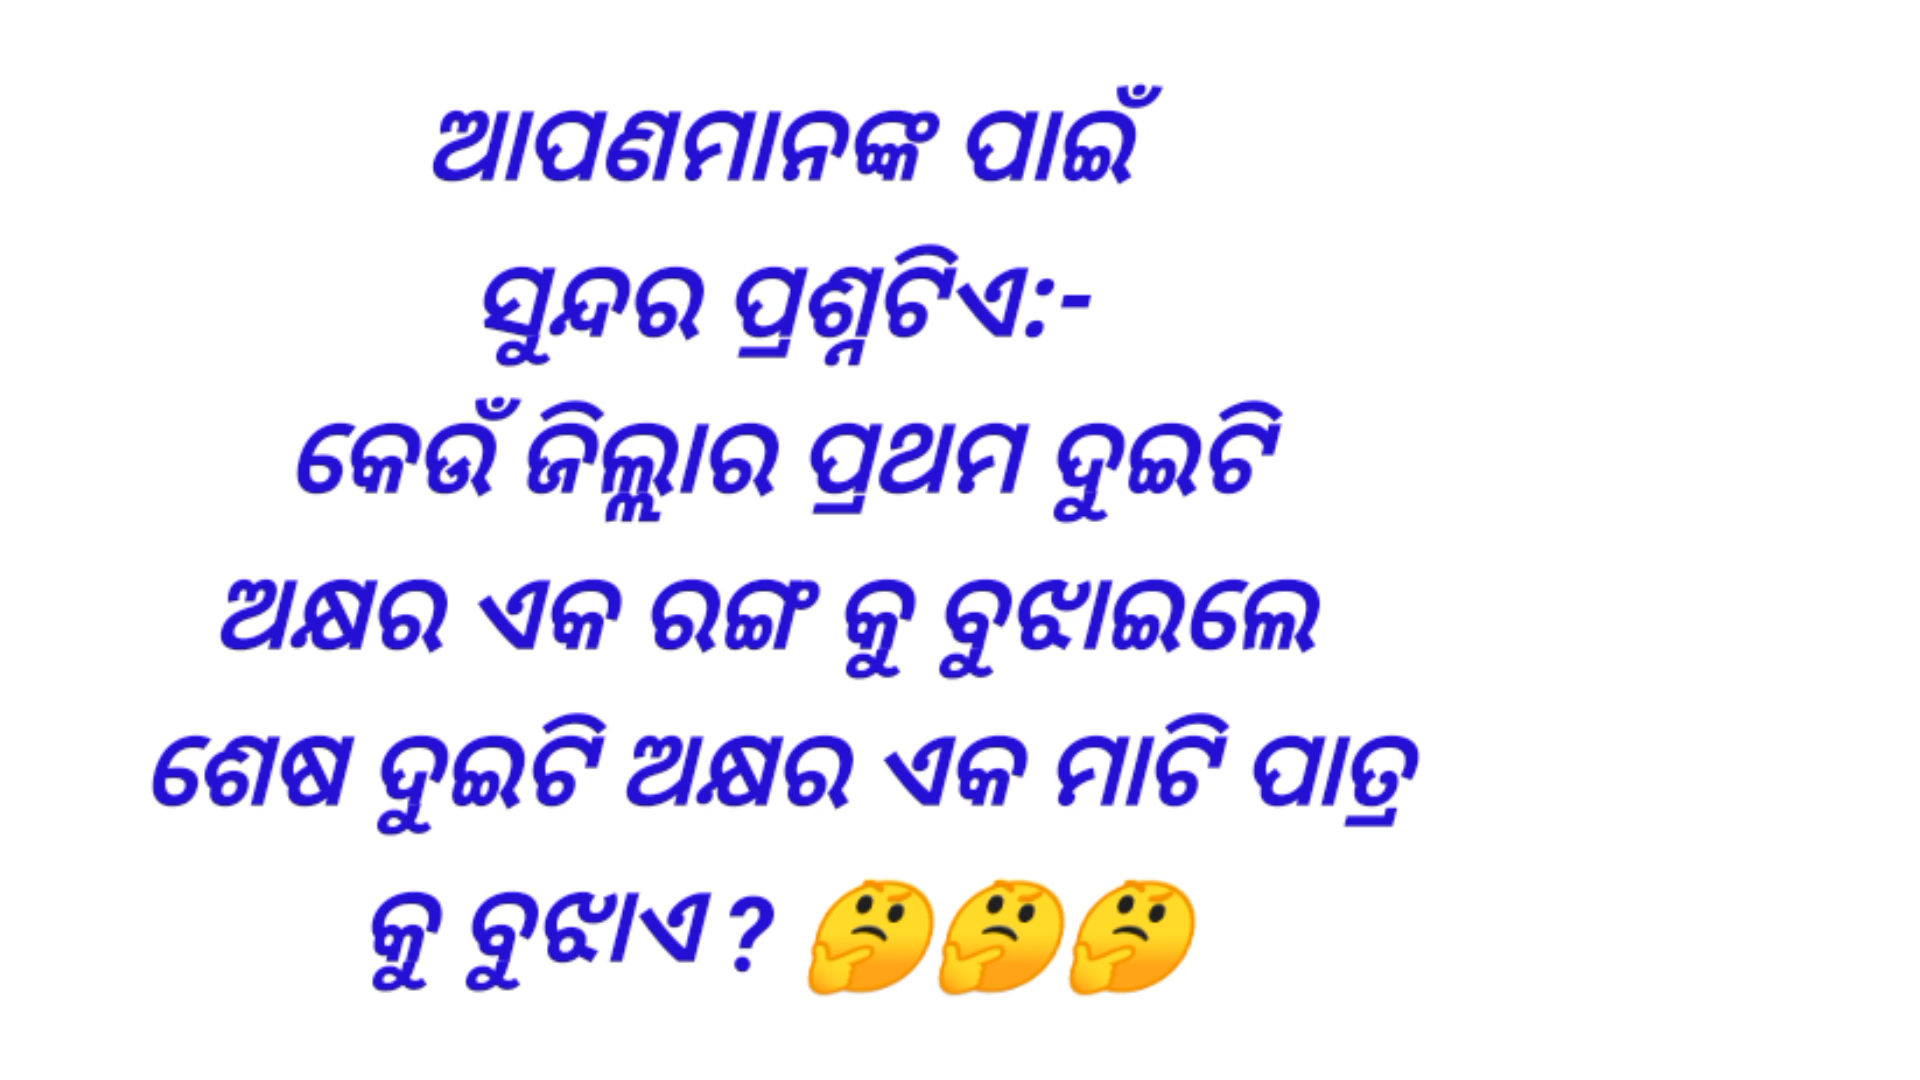 ଆପଣମାନଙ୍କ ପାଇଁ
ସୁନ୍ଦର ପ୍ରଶ୍ନଟିଏ:-
କେଉଁ ଜିଲ୍ଲାର ପ୍ରଥମ ଦୁଇଟି
ଅକ୍ଷର ଏକ ରଙ୍ଗ କୁ ବୁଝାଇଲେ
ଶେଷ ଦୁଇଟି ଅକ୍ଷର ଏକ ମାଟି ପାତ୍ର
କୁ ବୁଝାଏ ? 🤔🤔🤔